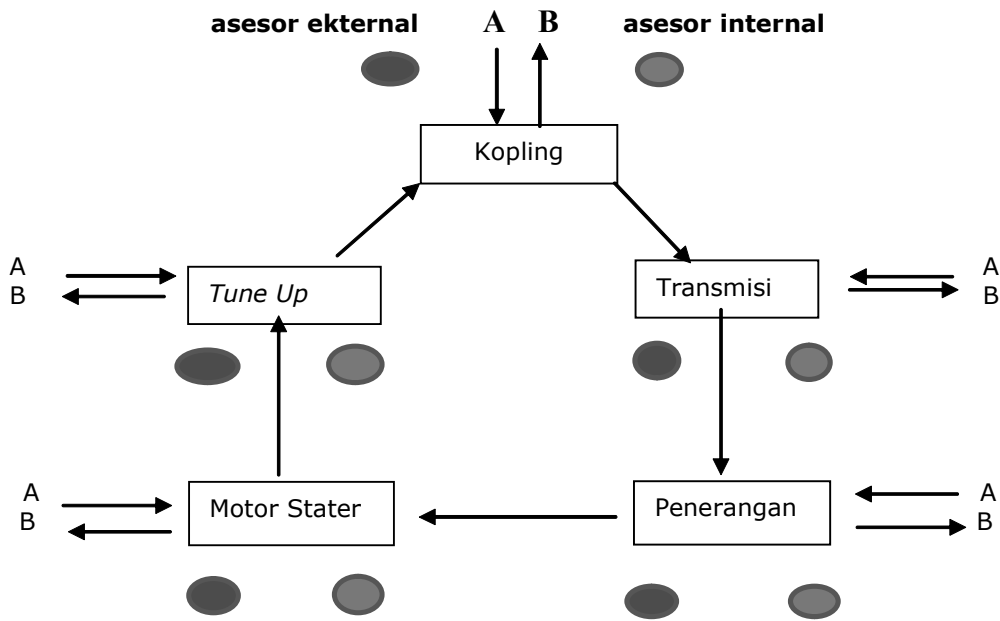 asesor ekternal A B asesor internal
Kopling
A
B
Tune Up
Transmisi
A
B
A
B
Motor Stater
Penerangan
A
B